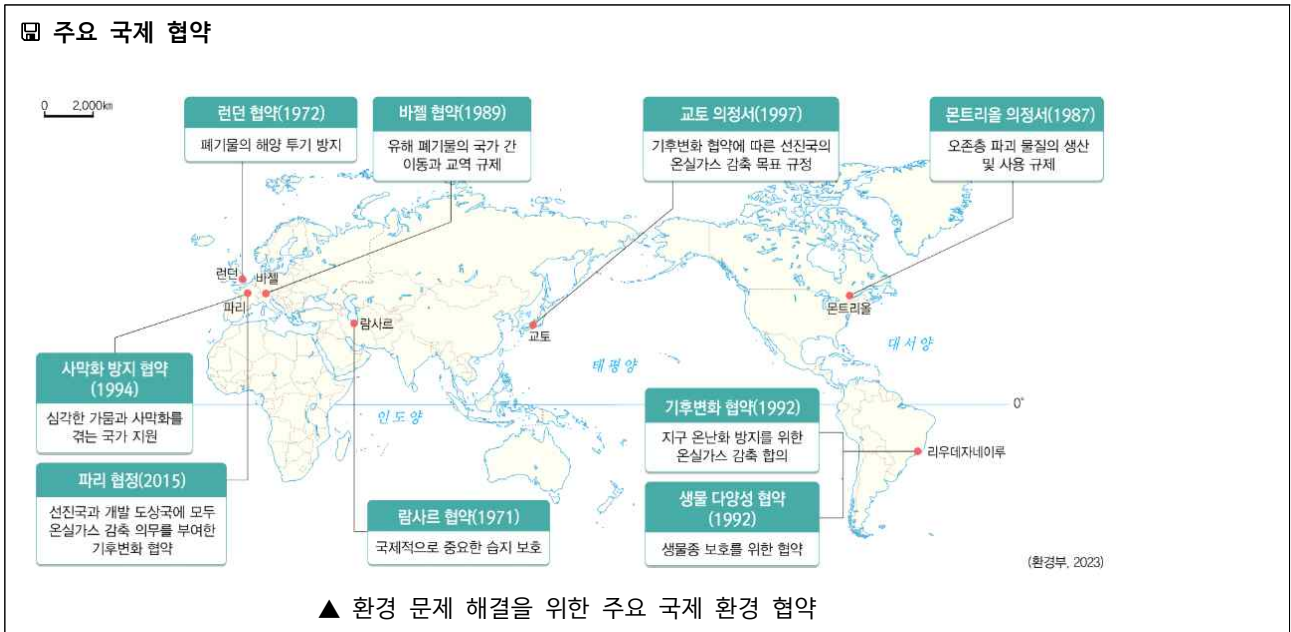 🖫 주요 국제 협약
0 2,000km
런던 협약(1972)
폐기물의 해양 투기 방지
바젤 협약(1989)
유해 폐기물의 국가 간
이동과 교역 규제
교토 의정서(1997)
기후변화 협약에 따른 선진국의
온실가스 감축 목표 규정
몬트리올 의정서(1987)
오존층 파괴 물질의 생산
및 사용 규제
런던
바젤
파리
람사르
교토
몬트리올
대서양
태평양
인도양
0°
리우데자네이루
사막화 방지 협약
(1994)
심각한 가뭄과 사막화를
겪는 국가 지원
파리 협정(2015)
선진국과 개발 도상국에 모두
온실가스 감축 의무를 부여한
기후변화 협약
람사르 협약(1971)
국제적으로 중요한 습지 보호
기후변화 협약(1992)
지구 온난화 방지를 위한
온실가스 감축 합의
생물 다양성 협약
(1992)
생물종 보호를 위한 협약
(환경부, 2023)
▲ 환경 문제 해결을 위한 주요 국제 환경 협약